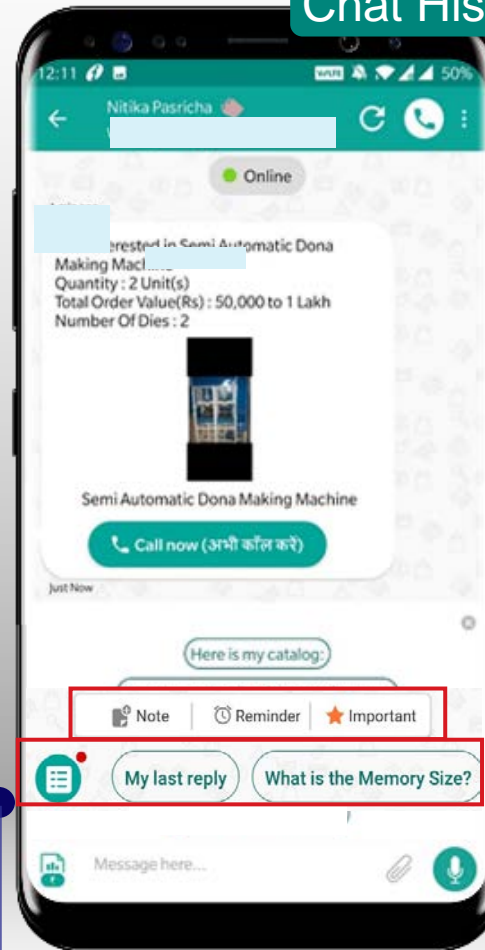 Chat His
12:11
50%
Nitika Pasricha
Online
erested in Semi Automatic Dona
Making
Quantity : 2 Unit(s)
Total Order Value(Rs) : 50,000 to 1 Lakh
Number Of Dies : 2
Semi Automatic Dona Making Machine
Call now (अभी कॉल करें)
Just Now
Here is my catalog:
Note
Reminder
Important
My last reply
What is the Memory Size?
Message here...